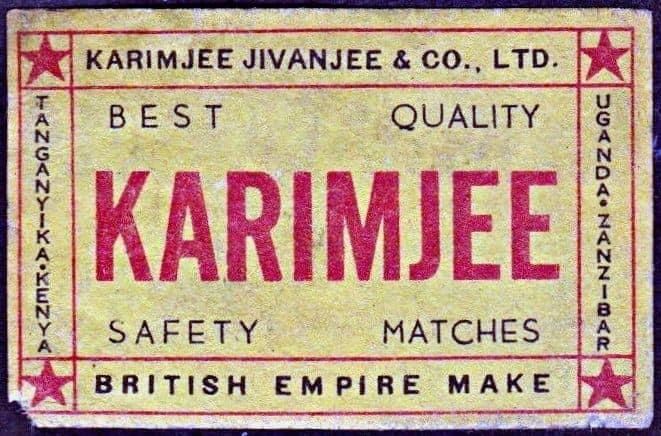 KARIMJEE JIVANJEE & CO., LTD.
TANGANYIKA • KENYA
BEST QUALITY
KARIMJEE
SAFETY MATCHES
UGANDA • ZANZIBAR
BRITISH EMPIRE MAKE